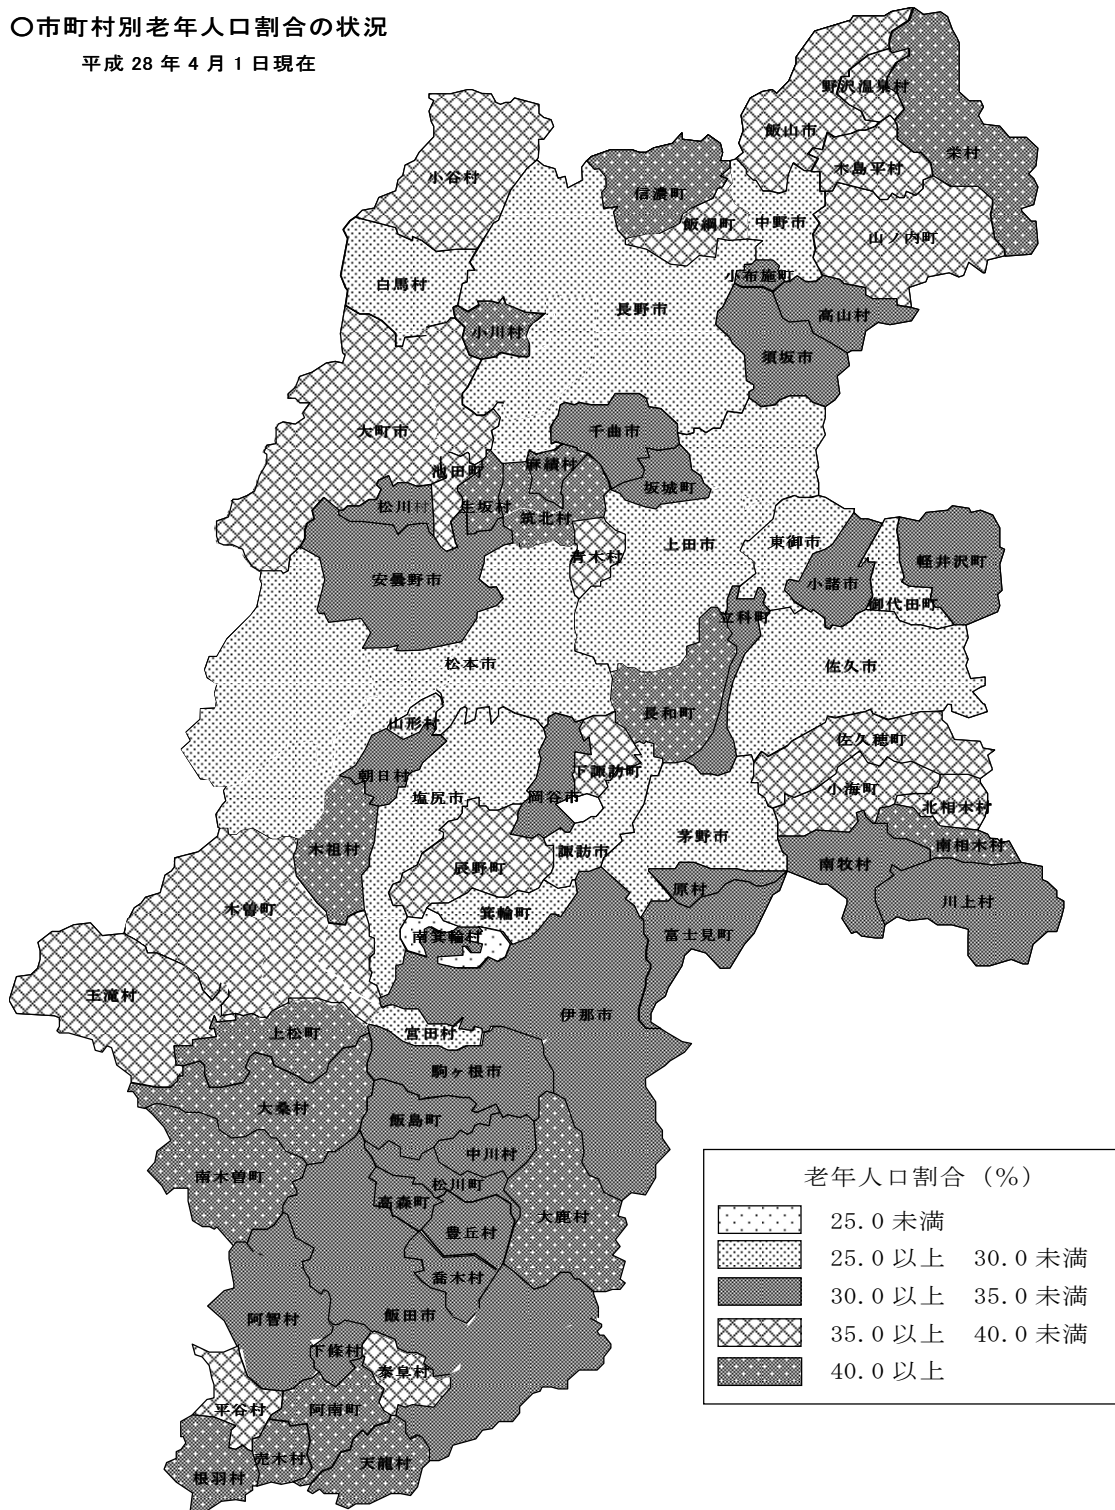 〇市町村別老年人口割合の状況
平成 28 年 4 月 1 日現在
野沢温泉村
飯山市
栄村
木島平村
小谷村
信濃町
飯綱町
中野市
山ノ内町
小布施町
白馬村
長野市
高山村
小川村
須坂市
大町市
千曲市
池田町
麻績村
坂城町
松川村
生坂村
筑北村
青木村
上田市
東御市
軽井沢町
安曇野市
小諸市
御代田町
立科町
松本市
佐久市
長和町
山形村
佐久穂町
朝日村
下諏訪町
小海町
塩尻市
岡谷市
北相木村
茅野市
南相木村
木祖村
諏訪市
辰野町
南牧村
原村
川上村
木曽町
箕輪町
南箕輪村
富士見町
王滝村
伊那市
上松町
宮田村
駒ヶ根市
大桑村
飯島町
中川村
南木曽町
松川町
高森町
大鹿村
豊丘村
喬木村
阿智村
飯田市
下條村
泰阜村
平谷村
阿南町
売木村
天龍村
根羽村
老年人口割合（%）
25.0 未満
25.0 以上　30.0 未満
30.0 以上　35.0 未満
35.0 以上　40.0 未満
40.0 以上